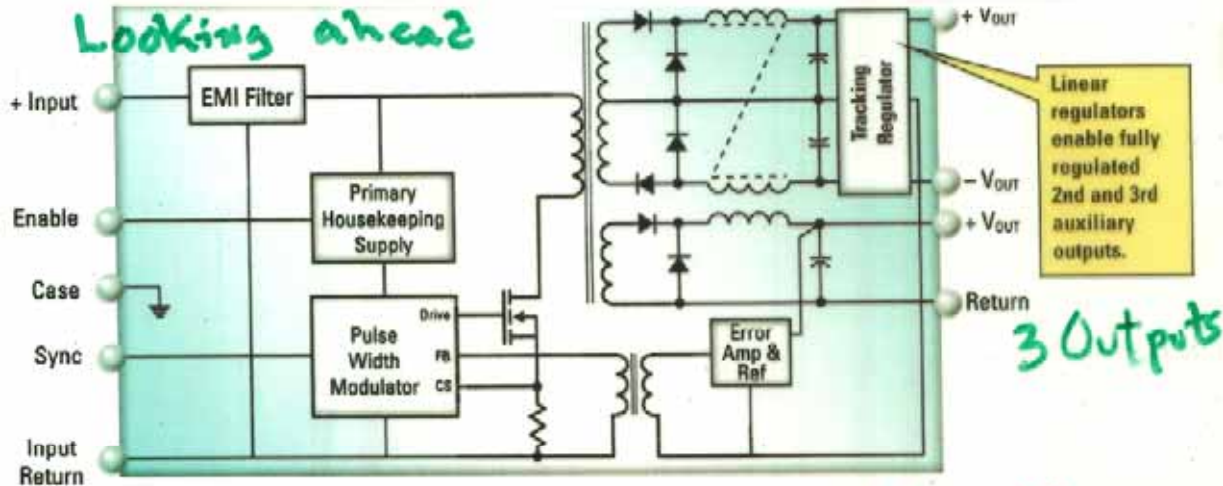 Looking ahead
+ Input
EMI Filter
Enable
Primary
Housekeeping
Supply
Case
Sync
Pulse
Width
Modulator
Drive
FB
CS
Input
Return
Error
Amp &
Ref
Tracking
Regulator
+ VOUT
- VOUT
+ VOUT
Return
Linear
regulators
enable fully
regulated
2nd and 3rd
auxiliary
outputs.
3 Outputs